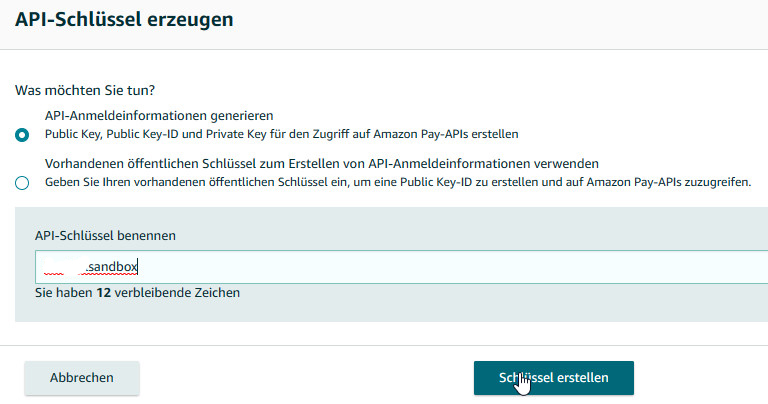 API-Schlüssel erzeugen
Was möchten Sie tun?
API-Anmeldeinformationen generieren
Public Key, Public Key-ID und Private Key für den Zugriff auf Amazon Pay-APIs erstellen
Vorhandenen öffentlichen Schlüssel zum Erstellen von API-Anmeldeinformationen verwenden
Geben Sie Ihren vorhandenen öffentlichen Schlüssel ein, um eine Public Key-ID zu erstellen und auf Amazon Pay-APIs zuzugreifen.
API-Schlüssel benennen
.sandbox
Sie haben 12 verbleibende Zeichen
Abbrechen
Schlüssel erstellen